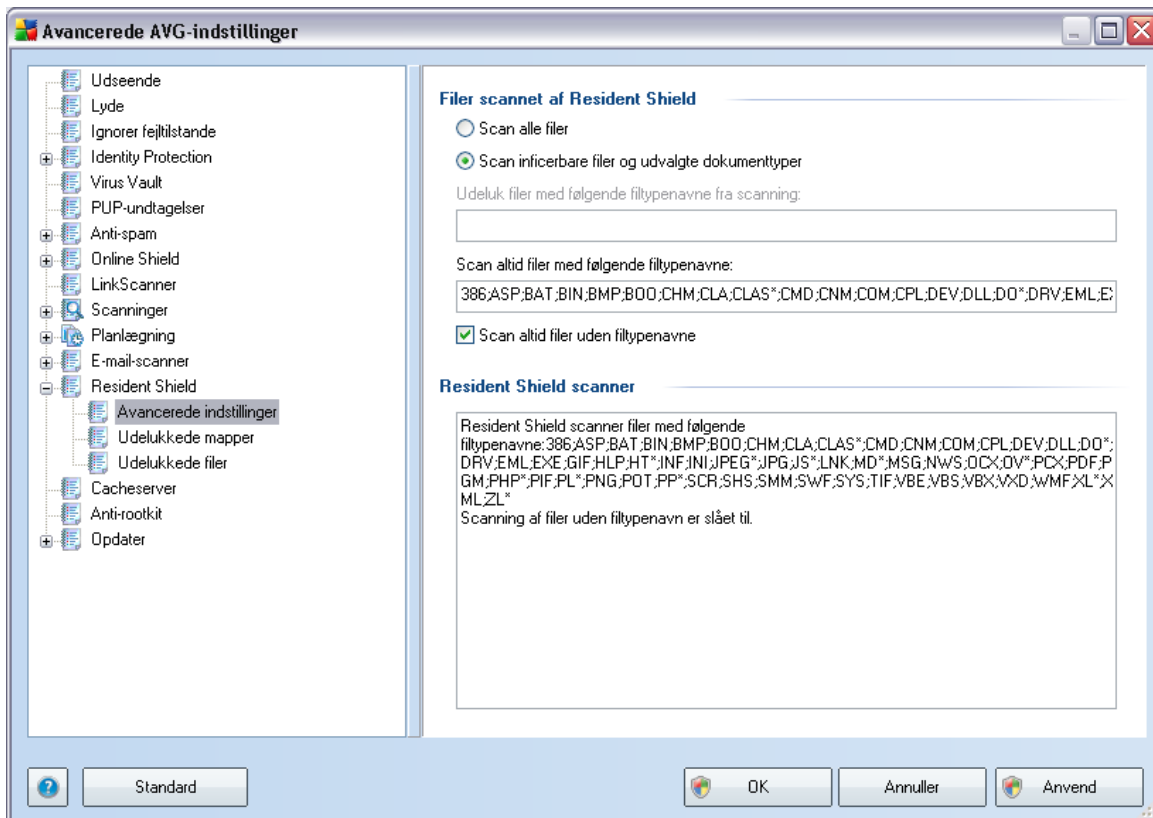 Avancerede AVG-indstillinger
Udseende
Lyde
Ignorer fejltilstande
Identity Protection
Virus Vault
PUP-undtagelser
Anti-spam
Online Shield
LinkScanner
Scanninger
Planlægning
E-mail-scanner
Resident Shield
Avancerede indstillinger
Udelukkede mapper
Udelukkede filer
Cacheserver
Anti-rootkit
Opdater
Filer scannet af Resident Shield
Scan alle filer
Scan inficerbare filer og udvalgte dokumenttyper
Udeluk filer med følgende filtypenavne fra scanning:
Scan altid filer med følgende filtypenavne:
386;ASP;BAT;BIN;BMP;BOO;CHM;CLA;CLAS*;CMD;CNM;COM;CPL;DEV;DLL;DO*;DRV;EML;EX
Scan altid filer uden filtypenavne
Resident Shield scanner
Resident Shield scanner filer med følgende
filtypenavne:386;ASP;BAT;BIN;BMP;BOO;CHM;CLA;CLAS*;CMD;CNM;COM;CPL;DEV;DLL;DO*;
DRV;EML;EXE;GIF;HLP;HT*;INF;INI;JPEG*;JPG;JS*;LNK;MD*;MSG;NWS;OCX;OV*;PCX;PDF;P
GM;PHP*;PIF;PL*;PNG;POT;PP*;SCR;SHS;SMM;SWF;SYS;TIF;VBE;VBS;VBX;VXD;WMF;XL*;X
ML;ZL*
Scanning af filer uden filtypenavn er slået til.
Standard
OK
Annuller
Anvend